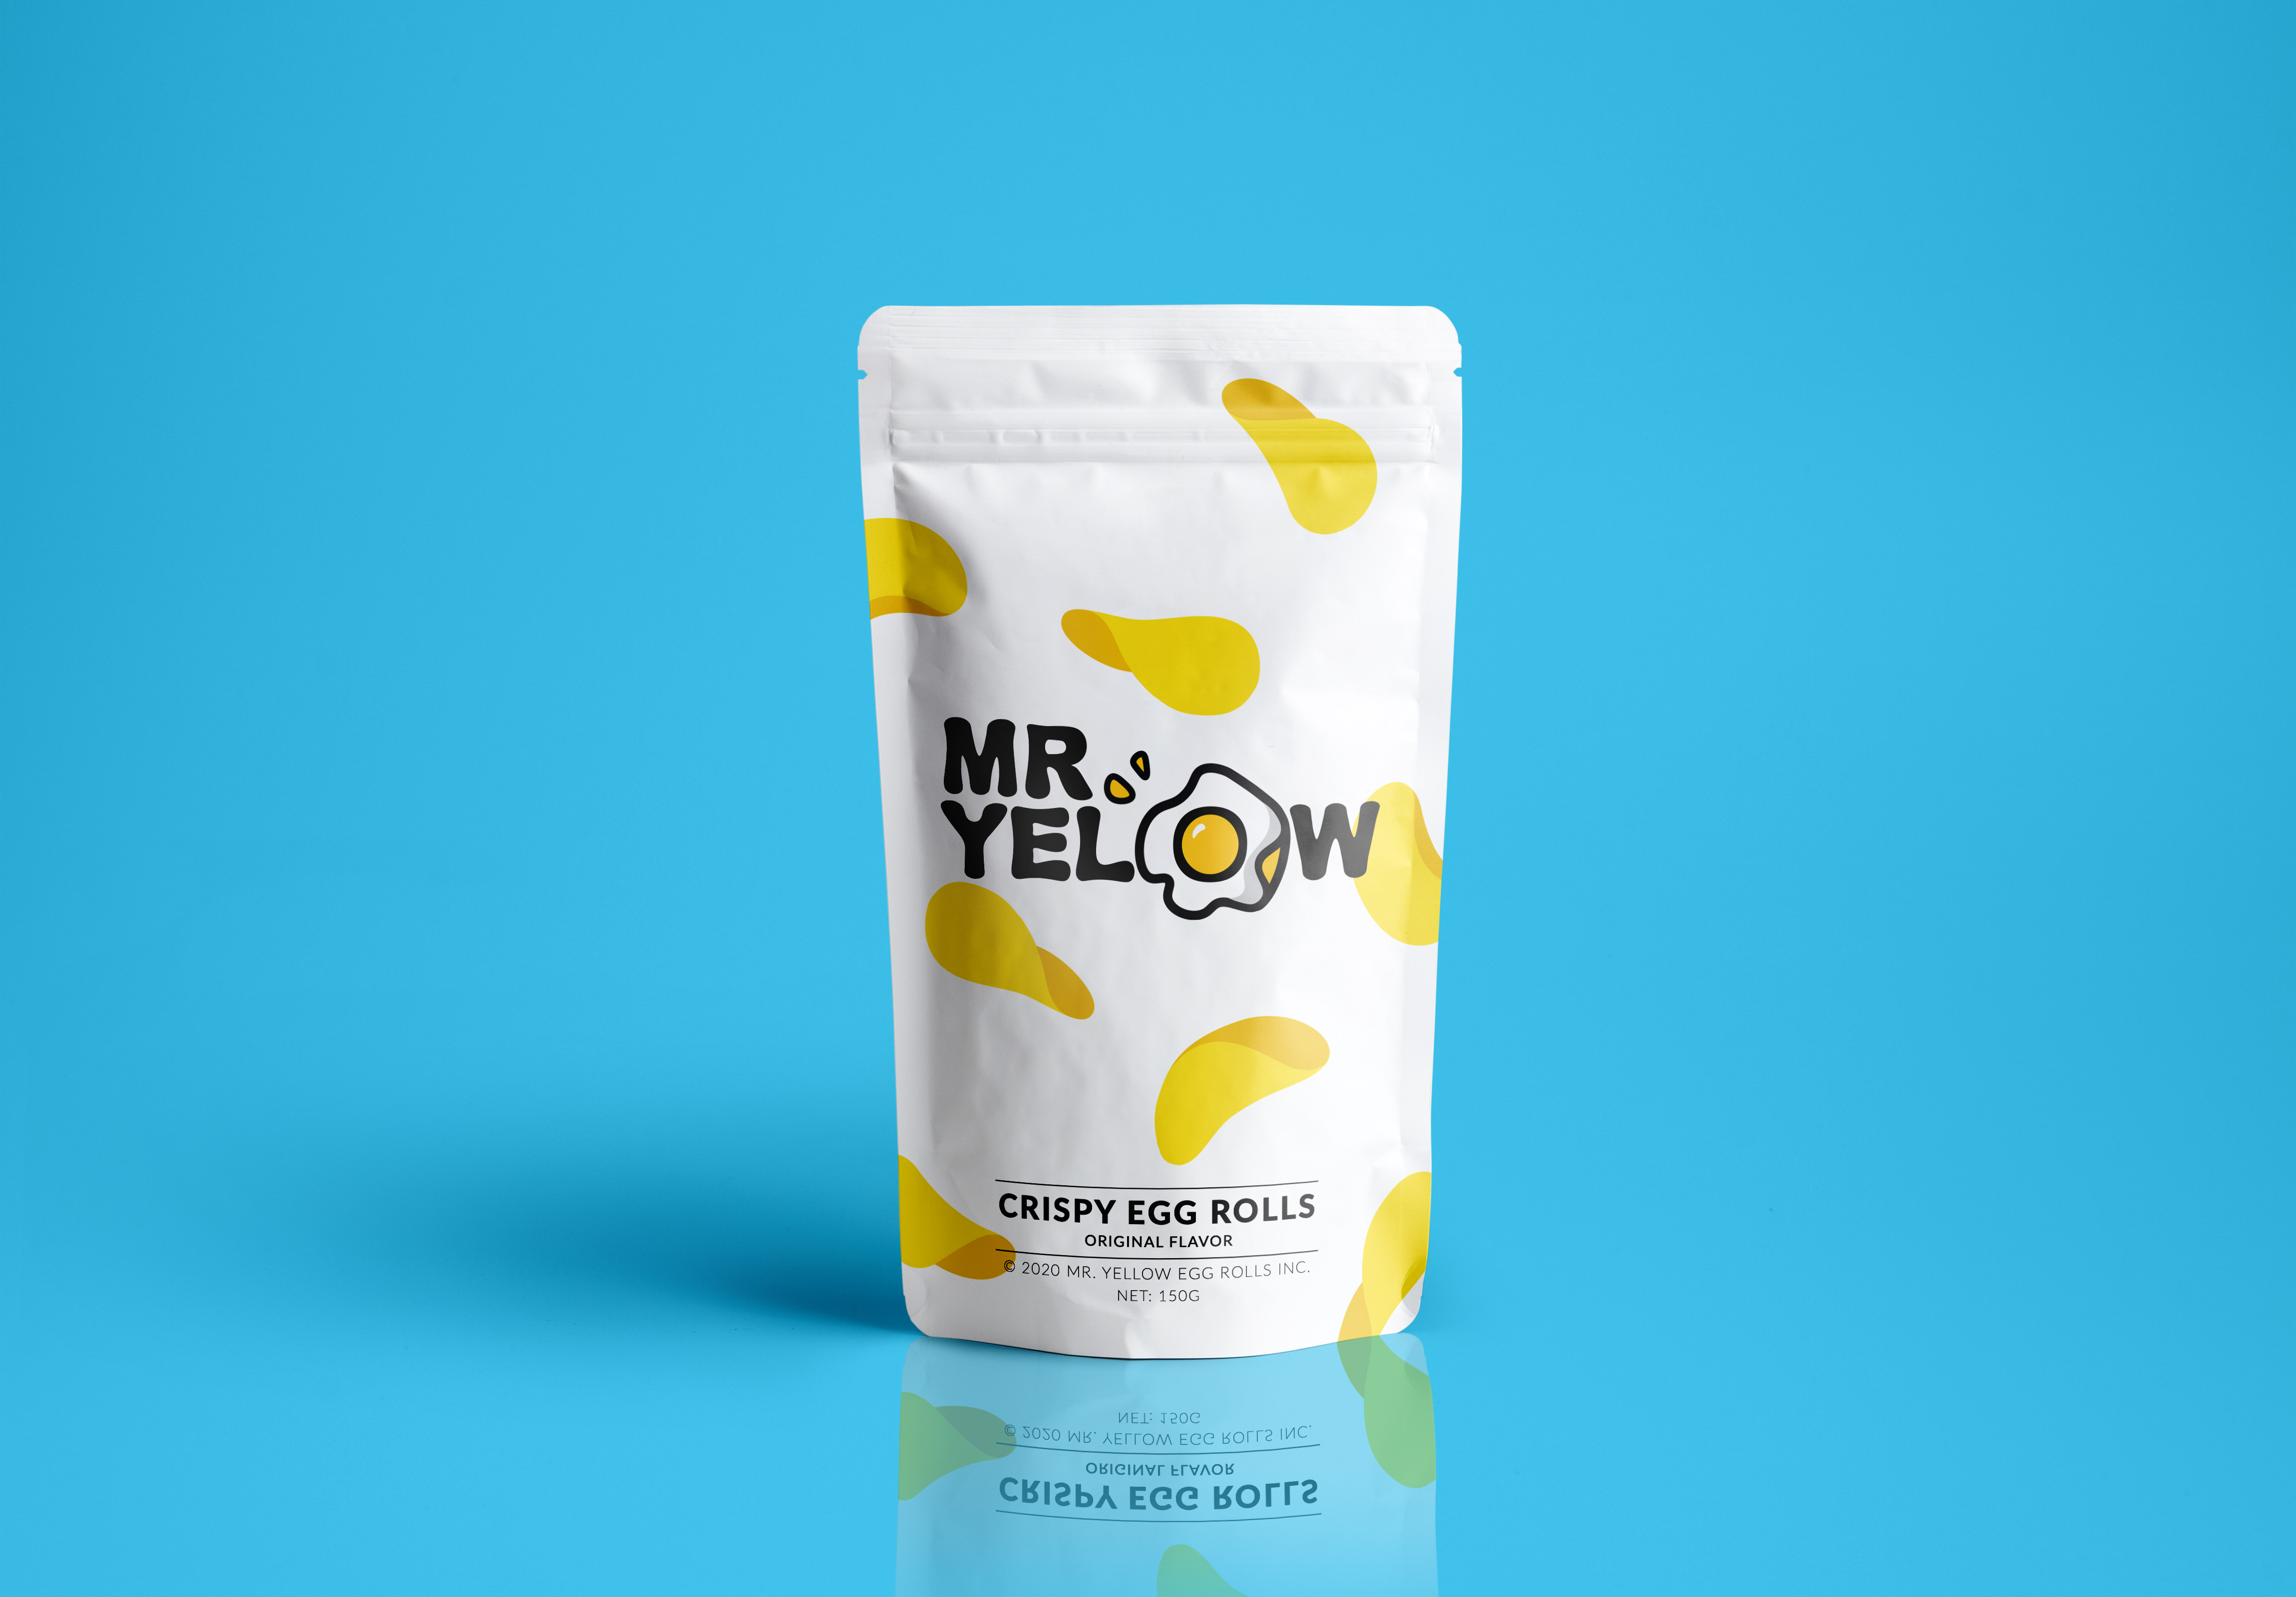 MR
YELOW
CRISPY EGG ROLLS
ORIGINAL FLAVOR
© 2020 MR. YELLOW EGG ROLLS INC.
NET: 150G